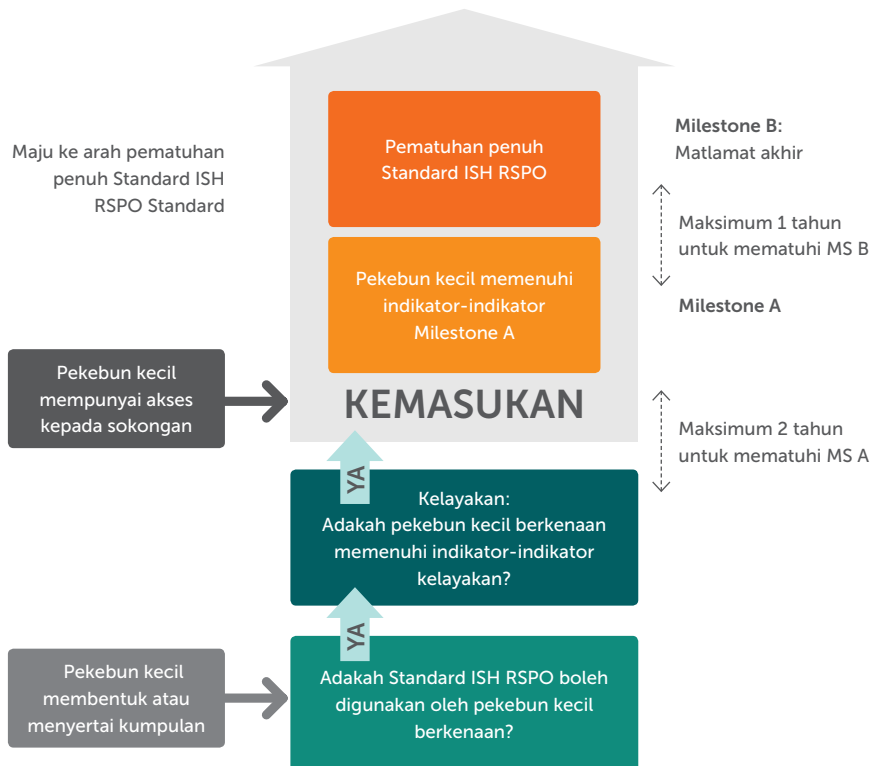 Maju ke arah pematuhan
penuh Standard ISH
RSPO Standard
Pematuhan penuh
Standard ISH RSPO
Milestone B:
Matlamat akhir
Maksimum 1 tahun
untuk mematuhi MS B
Pekebun kecil memenuhi
indikator-indikator
Milestone A
Milestone A
Pekebun kecil
mempunyai akses
kepada sokongan
KEMASUKAN
Maksimum 2 tahun
untuk mematuhi MS A
YA
Kelayakan:
Adakah pekebun kecil berkenaan
memenuhi indikator-indikator
kelayakan?
YA
Pekebun kecil
membentuk atau
menyertai kumpulan
Adakah Standard ISH RSPO boleh
digunakan oleh pekebun kecil
berkenaan?